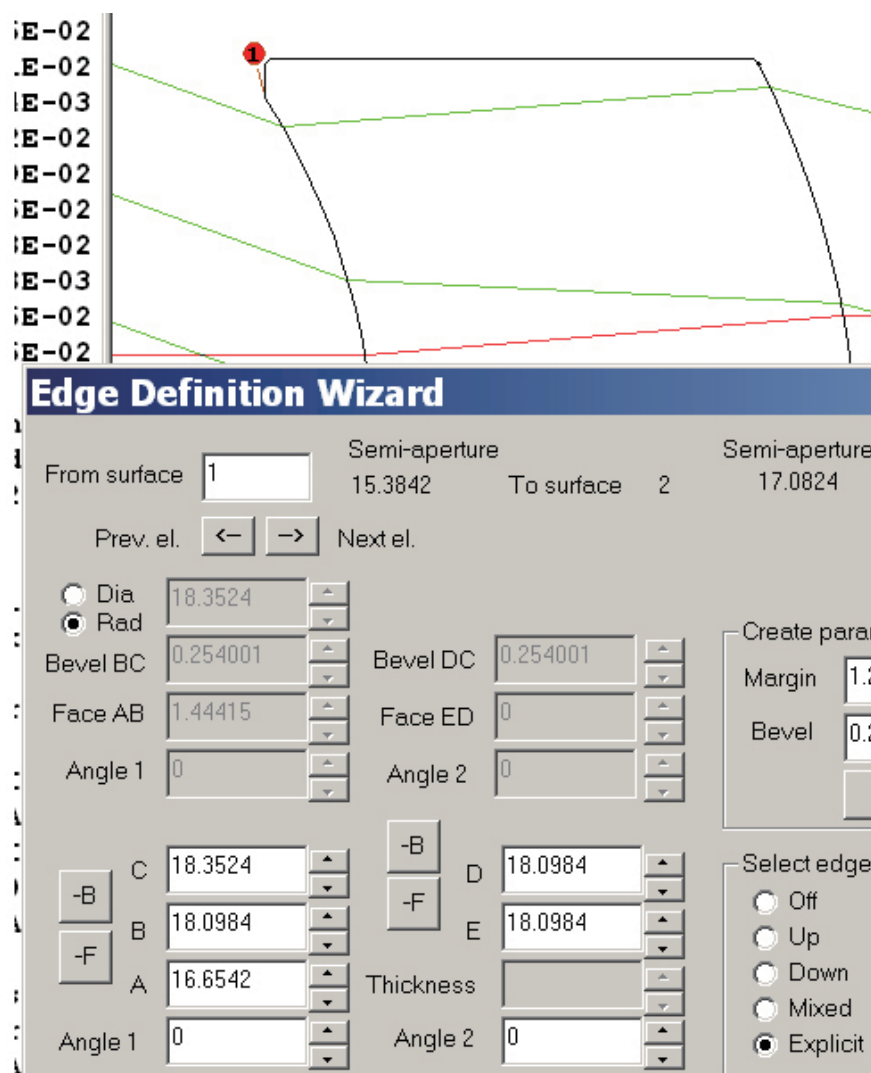 E-02
1
E-02
E-03
E-02
E-02
E-02
E-02
E-03
E-02
E-02
Edge Definition Wizard
Semi-aperture Semi-aperture
From surface 1 15.3842 To surface 2 17.0824
Prev. el. <- -> Next el.
Dia 18.3524
Rad
Create para
Bevel BC 0.254001 Bevel DC 0.254001
Margin 1.2
Face AB 1.44415 Face ED 0
Bevel 0.2
Angle 1 0 Angle 2 0
-B
C 18.3524 D 18.0984 Select edge
-B -F Off
B 18.0984 E 18.0984
-F Up
A 16.6542 Thickness Down
Mixed
Angle 1 0 Angle 2 0 Explicit